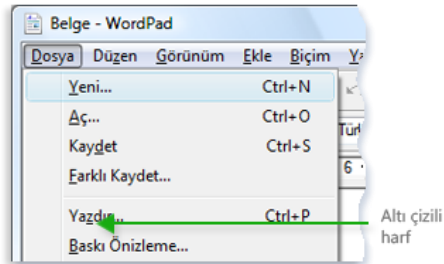 Belge - WordPad
Dosya Düzen Görünüm Ekle Biçim
Yeni... Ctrl+N
Aç... Ctrl+O
Kaydet Ctrl+S
Farklı Kaydet...
6
Yazdır... Ctrl+P
Baskı Önizleme...
Altı çizili
harf